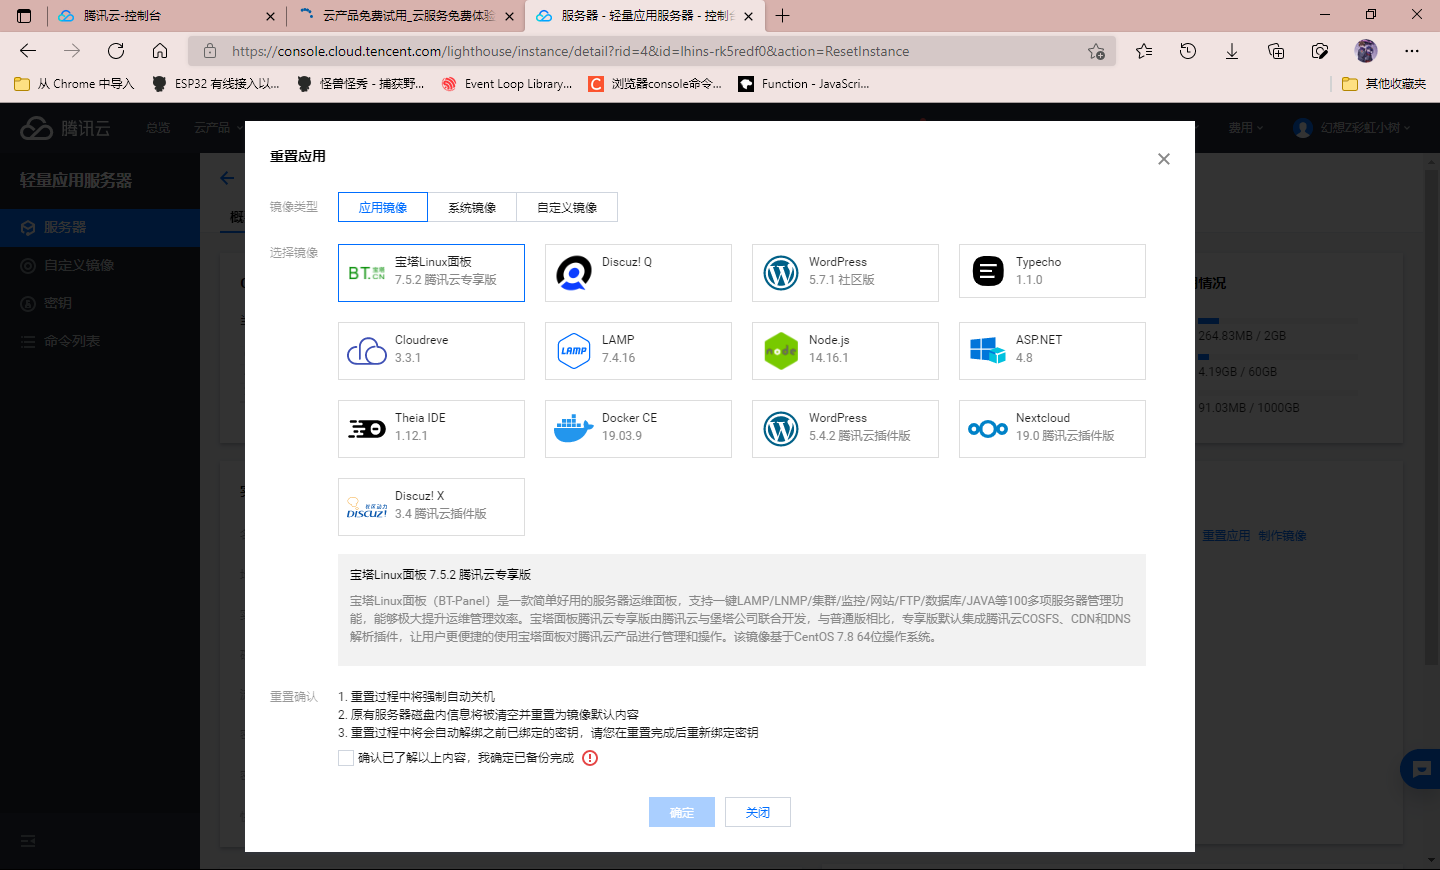 腾讯云-控制台
云产品免费试用_云服务免费体验
服务器 - 轻量应用服务器 - 控制台
https://console.cloud.tencent.com/lighthouse/instance/detail?rid=4&id=lhins-rk5redf0&action=ResetInstance
从 Chrome 中导入
ESP32 有线接入以...
怪兽怪秀 - 捕获野...
Event Loop Library...
浏览器console命令...
Function - JavaScri...
其他收藏夹
腾讯云
总览
云产品
费用
幻想Z彩虹小树
轻量应用服务器
服务器
自定义镜像
密钥
命令列表
概
重置应用
镜像类型
应用镜像
系统镜像
自定义镜像
选择镜像
BT.宝塔.CN
宝塔Linux面板
7.5.2 腾讯云专享版
Discuz! Q
WordPress
5.7.1 社区版
Typecho
1.1.0
Cloudreve
3.3.1
LAMP
LAMP
7.4.16
node
Node.js
14.16.1
ASP.NET
4.8
Theia IDE
1.12.1
Docker CE
19.03.9
WordPress
5.4.2 腾讯云插件版
Nextcloud
19.0 腾讯云插件版
社区动力
DISCUZ!
Discuz! X
3.4 腾讯云插件版
宝塔Linux面板 7.5.2 腾讯云专享版
宝塔Linux面板（BT-Panel）是一款简单好用的服务器运维面板，支持一键LAMP/LNMP/集群/监控/网站/FTP/数据库/JAVA等100多项服务器管理功
能，能够极大提升运维管理效率。宝塔面板腾讯云专享版由腾讯云与堡塔公司联合开发，与普通版相比，专享版默认集成腾讯云COSFS、CDN和DNS
解析插件，让用户更便捷的使用宝塔面板对腾讯云产品进行管理和操作。该镜像基于CentOS 7.8 64位操作系统。
重置确认
1. 重置过程中将强制自动关机
2. 原有服务器磁盘内信息将被清空并重置为镜像默认内容
3. 重置过程中将会自动解绑之前已绑定的密钥，请您在重置完成后重新绑定密钥
确认已了解以上内容，我确定已备份完成
确定
关闭
情况
264.83MB / 2GB
4.19GB / 60GB
91.03MB / 1000GB
重置应用
制作镜像